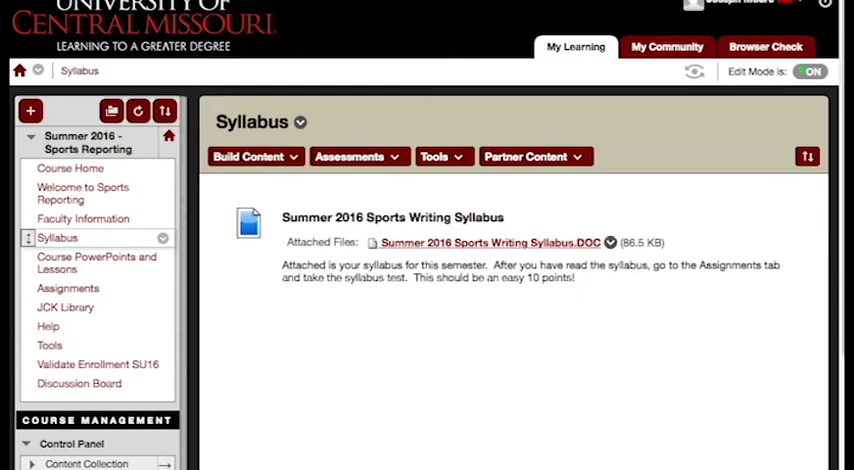 UNIVERSITY OF
CENTRAL MISSOURI
LEARNING TO A GREATER DEGREE
My Learning
My Community
Browser Check
Syllabus
Edit Mode is:
ON
Summer 2016 -
Sports Reporting
Course Home
Welcome to Sports
Reporting
Faculty Information
Syllabus
Course PowerPoints and
Lessons
Assignments
JCK Library
Help
Tools
Validate Enrollment SU16
Discussion Board
COURSE MANAGEMENT
Control Panel
Content Collection
Syllabus
Build Content
Assessments
Tools
Partner Content
Summer 2016 Sports Writing Syllabus
Attached Files: Summer 2016 Sports Writing Syllabus.DOC (86.5 KB)
Attached is your syllabus for this semester. After you have read the syllabus, go to the Assignments tab
and take the syllabus test. This should be an easy 10 points!